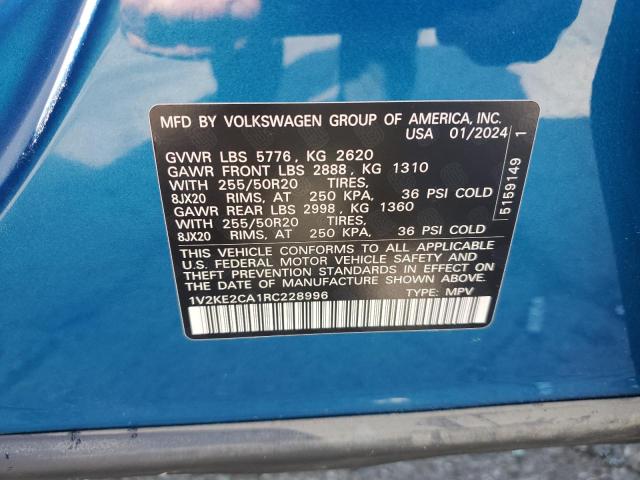 MFD BY VOLKSWAGEN GROUP OF AMERICA, INC.
USA 01/2024
GVWR LBS 5776, KG 2620
GAWR FRONT LBS 2888, KG 1310
WITH 255/50R20 TIRES,
8JX20 RIMS, AT 250 KPA, 36 PSI COLD
GAWR REAR LBS 2998, KG 1360
WITH 255/50R20 TIRES,
8JX20 RIMS, AT 250 KPA, 36 PSI COLD
THIS VEHICLE CONFORMS TO ALL APPLICABLE
U.S. FEDERAL MOTOR VEHICLE SAFETY AND
THEFT PREVENTION STANDARDS IN EFFECT ON
THE DATE OF MANUFACTURE SHOWN ABOVE.
1V2KE2CA1RC228996 TYPE: MPV
5159149 1